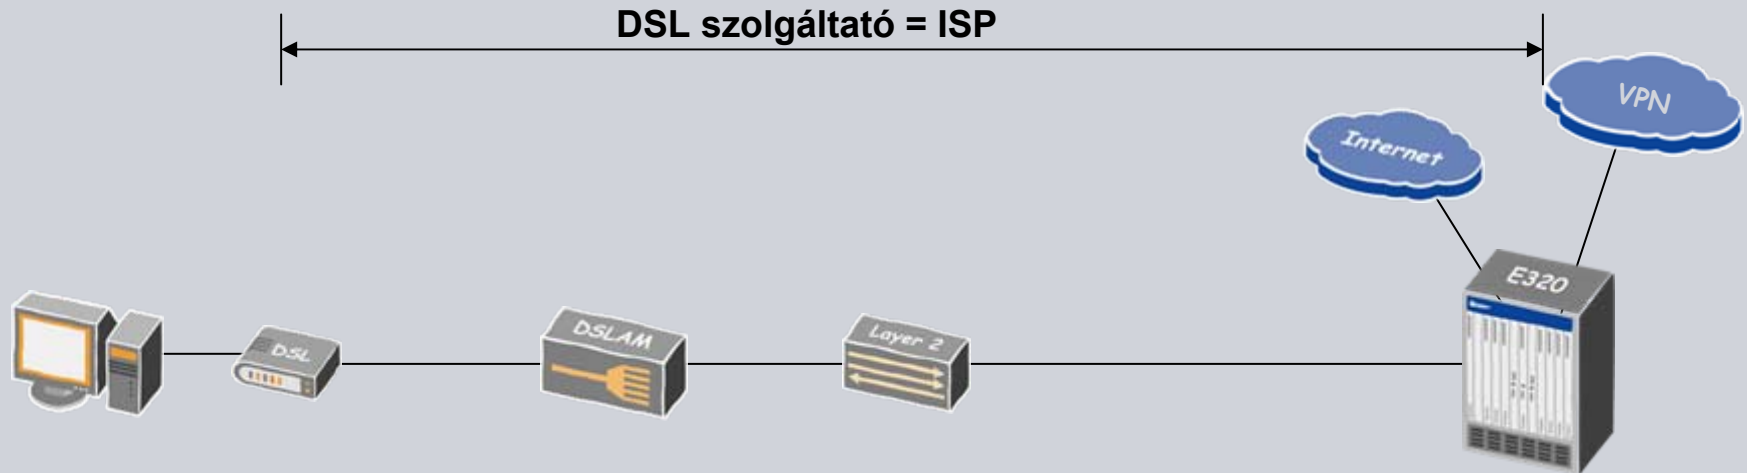 DSL szolgáltató = ISP
VPN
Internet
E320
DSL
DSLAM
Layer 2